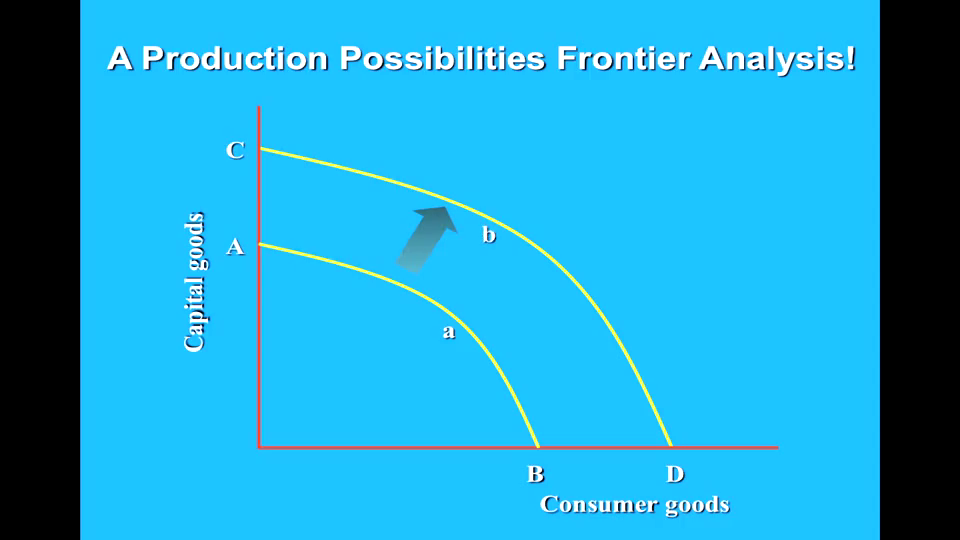 A Production Possibilities Frontier Analysis!
C
A
b
a
Capital goods
B
D
Consumer goods